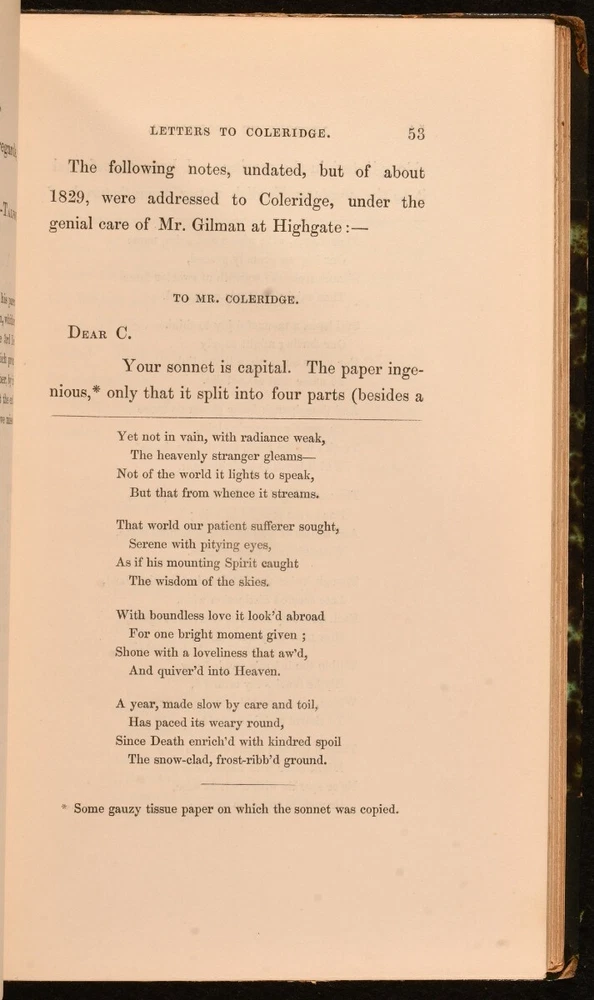 LETTERS TO COLERIDGE. 53
The following notes, undated, but of about
1829, were addressed to Coleridge, under the
genial care of Mr. Gilman at Highgate:—
TO MR. COLERIDGE.
DEAR C.
Your sonnet is capital. The paper inge-
nious,* only that it split into four parts (besides a
Yet not in vain, with radiance weak,
The heavenly stranger gleams—
Not of the world it lights to speak,
But that from whence it streams.
That world our patient sufferer sought,
Serene with pitying eyes,
As if his mounting Spirit caught
The wisdom of the skies.
With boundless love it look'd abroad
For one bright moment given;
Shone with a loveliness that aw'd,
And quiver'd into Heaven.
A year, made slow by care and toil,
Has paced its weary round,
Since Death enrich'd with kindred spoil
The snow-clad, frost-ribb'd ground.
* Some gauzy tissue paper on which the sonnet was copied.